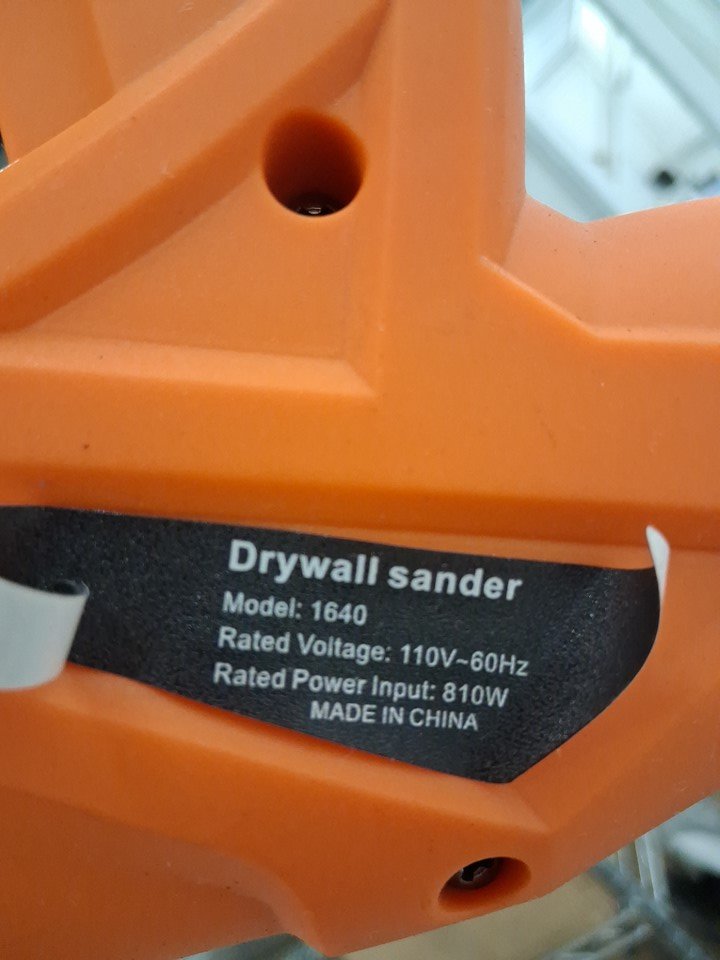 Drywall sander
Model: 1640
Rated Voltage: 110V~60Hz
Rated Power Input: 810W
MADE IN CHINA